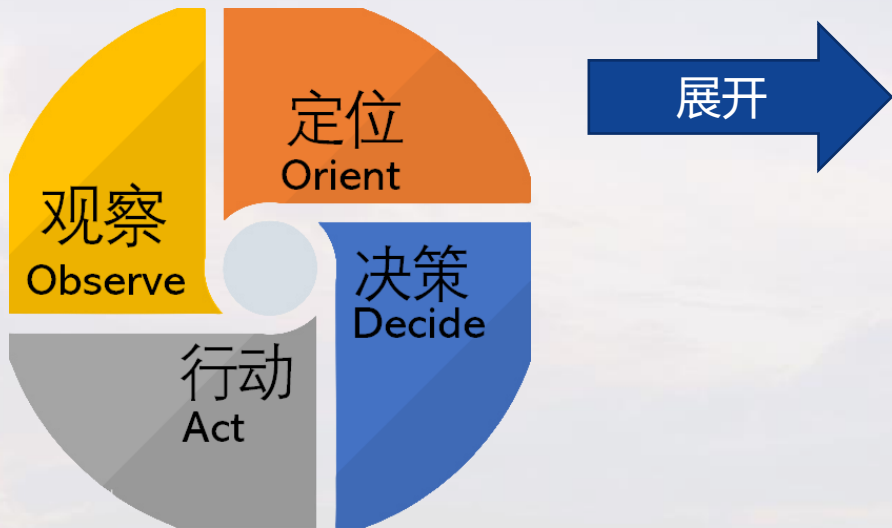 观察
Observe
定位
Orient
决策
Decide
行动
Act
展开